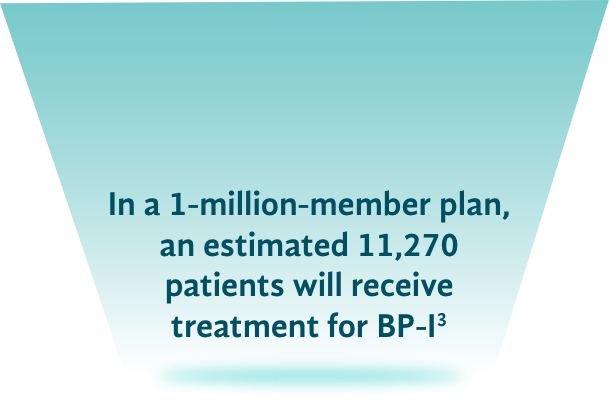 In a 1-million-member plan,
an estimated 11,270
patients will receive
treatment for BP-I³